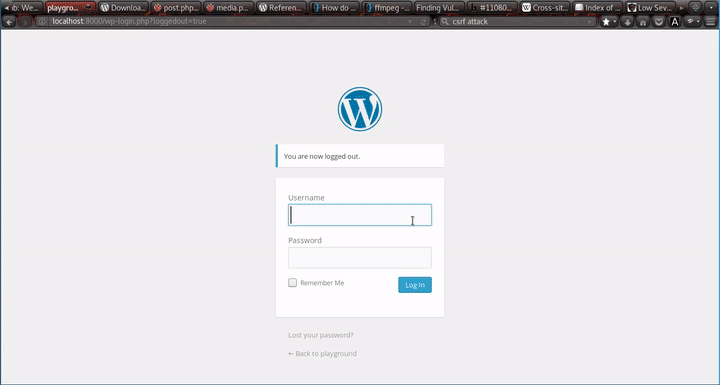 ib: We...
playgro...
Downloa...
post.php...
media.p...
Referen...
How do ...
ffmpeg -...
Finding Vul...
#11080...
Cross-sit...
Index of ...
Low Sev...
localhost:8000/wp-login.php?loggedout=true
csrf attack
You are now logged out.
Username
Password
Remember Me
Log In
Lost your password?
← Back to playground